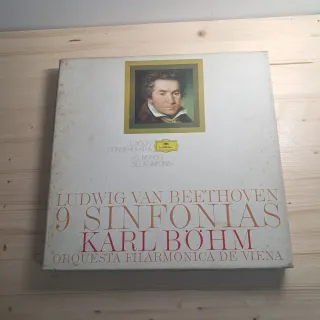 LUDWIG VAN BEETHOVEN
9 SINFONIAS
KARL BÖHM
ORQUESTA FILARMONICA DE VIENA